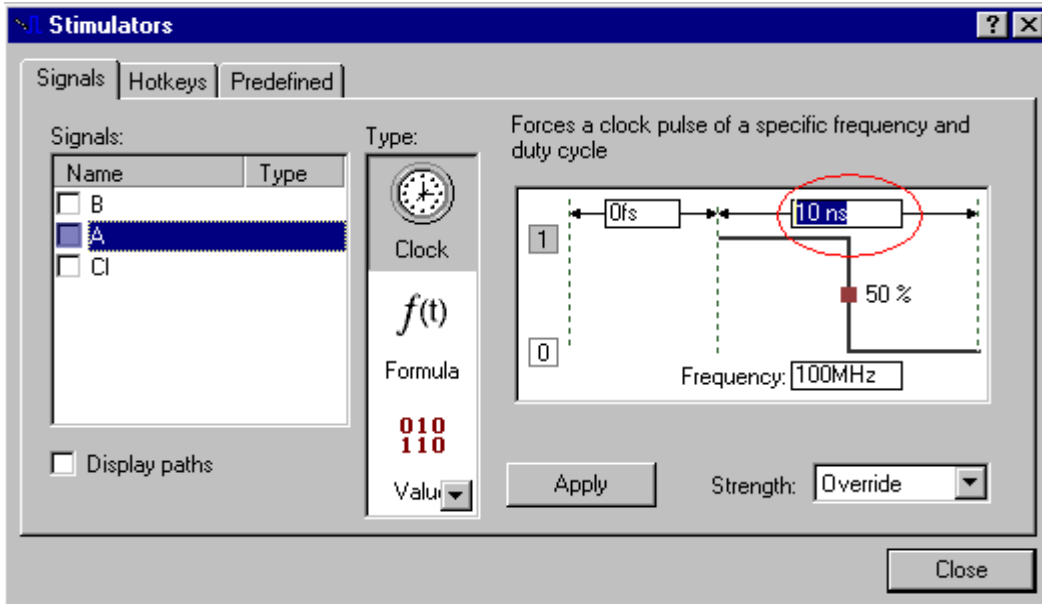 Stimulators
Signals Hotkeys Predefined
Signals:
Name Type
B
A
CI
Display paths
Type:
Clock
f(t)
Formula
010
110
Value
Forces a clock pulse of a specific frequency and
duty cycle
0fs 10 ns
1
50 %
0
Frequency: 100MHz
Apply
Strength: Override
Close